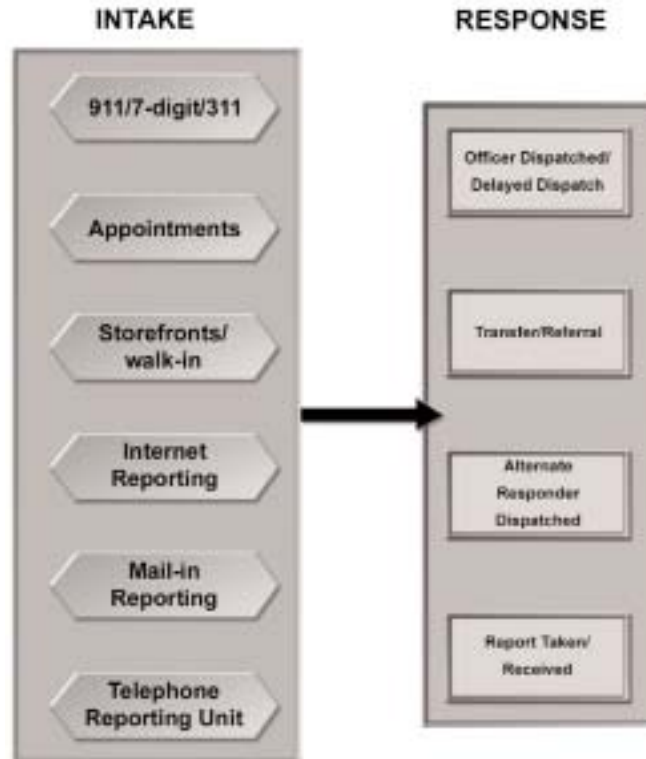 INTAKE
911/7-digit/311
Appointments
Storefronts/
walk-in
Internet
Reporting
Mail-in
Reporting
Telephone
Reporting Unit
RESPONSE
Officer Dispatched/
Delayed Dispatch
Transfer/Referral
Alternate
Responder
Dispatched
Report Taken/
Received